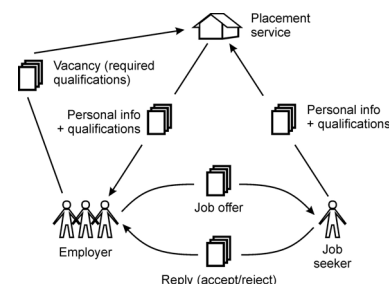 Placement
service
Vacancy (required
qualifications)
Personal info
+ qualifications
Personal info
+ qualifications
Job offer
Employer
Job
seeker
Reply (accept/reject)